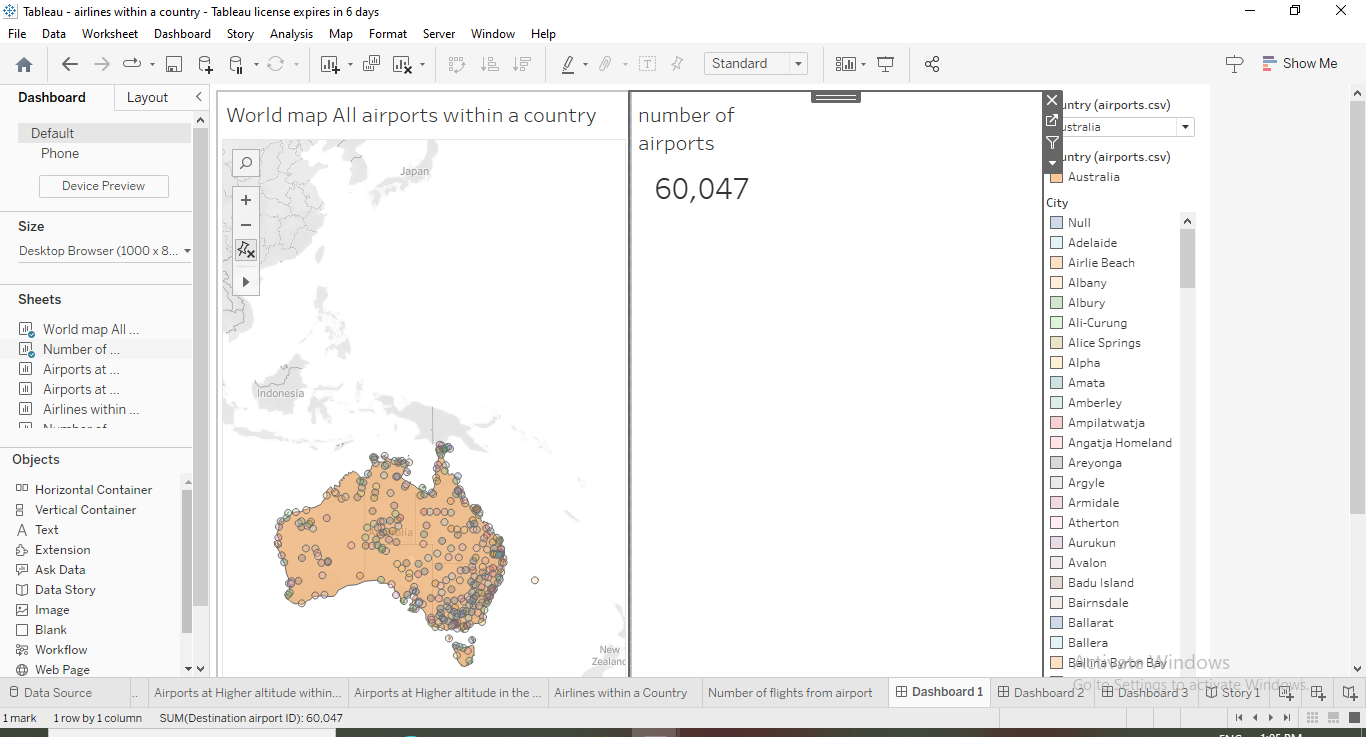 Tableau - airlines within a country - Tableau license expires in 6 days
File Data Worksheet Dashboard Story Analysis Map Format Server Window Help
Standard
Show Me
Dashboard Layout
Default
Phone
Device Preview
Size
Desktop Browser (1000 x 8...
Sheets
World map All ...
Number of ...
Airports at ...
Airports at ...
Airlines within ...
Objects
Horizontal Container
Vertical Container
Text
Extension
Ask Data
Data Story
Image
Blank
Workflow
Web Page
World map All airports within a country
Japan
Indonesia
Australia
New
Zealand
number of
airports
60,047
untry (airports.csv)
ustralia
untry (airports.csv)
Australia
City
Null
Adelaide
Airlie Beach
Albany
Albury
Ali-Curung
Alice Springs
Alpha
Amata
Amberley
Ampilatwatja
Angatja Homeland
Areyonga
Argyle
Armidale
Atherton
Aurukun
Avalon
Badu Island
Bairnsdale
Ballarat
Ballera
Ballina Byron Bay
Activate Windows
Go to Settings to activate Windows.
Data Source .. Airports at Higher altitude within... Airports at Higher altitude in the ... Airlines within a Country Number of flights from airport Dashboard 1 Dashboard 2 Dashboard 3 Story 1
1 mark 1 row by 1 column SUM(Destination airport ID): 60,047